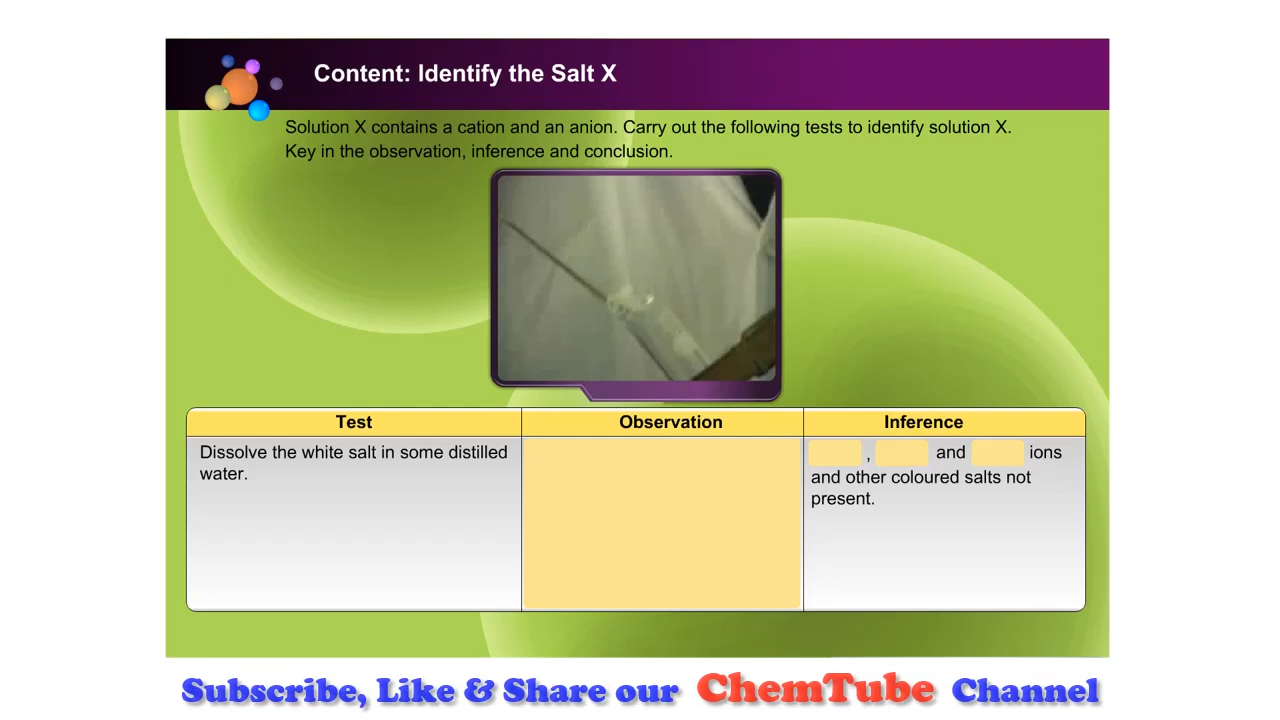 Content: Identify the Salt X
Solution X contains a cation and an anion. Carry out the following tests to identify solution X.
Key in the observation, inference and conclusion.
Test Observation Inference
Dissolve the white salt in some distilled
water.
, and ions
and other coloured salts not
present.
Subscribe, Like & Share our ChemTube Channel